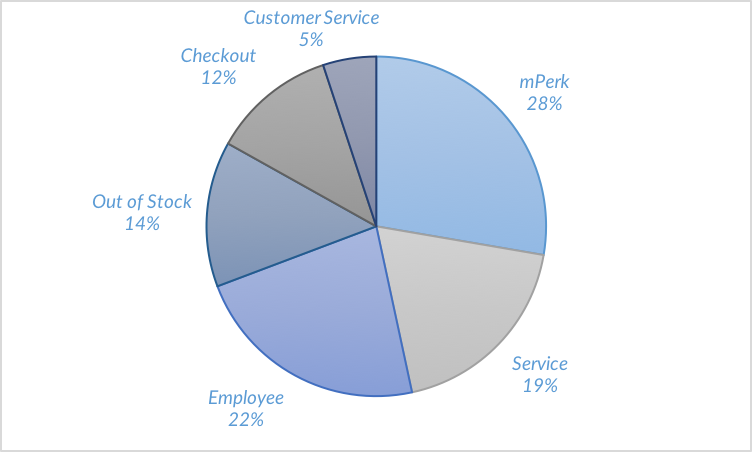 Customer Service
5%
Checkout
12%
mPerk
28%
Out of Stock
14%
Service
19%
Employee
22%